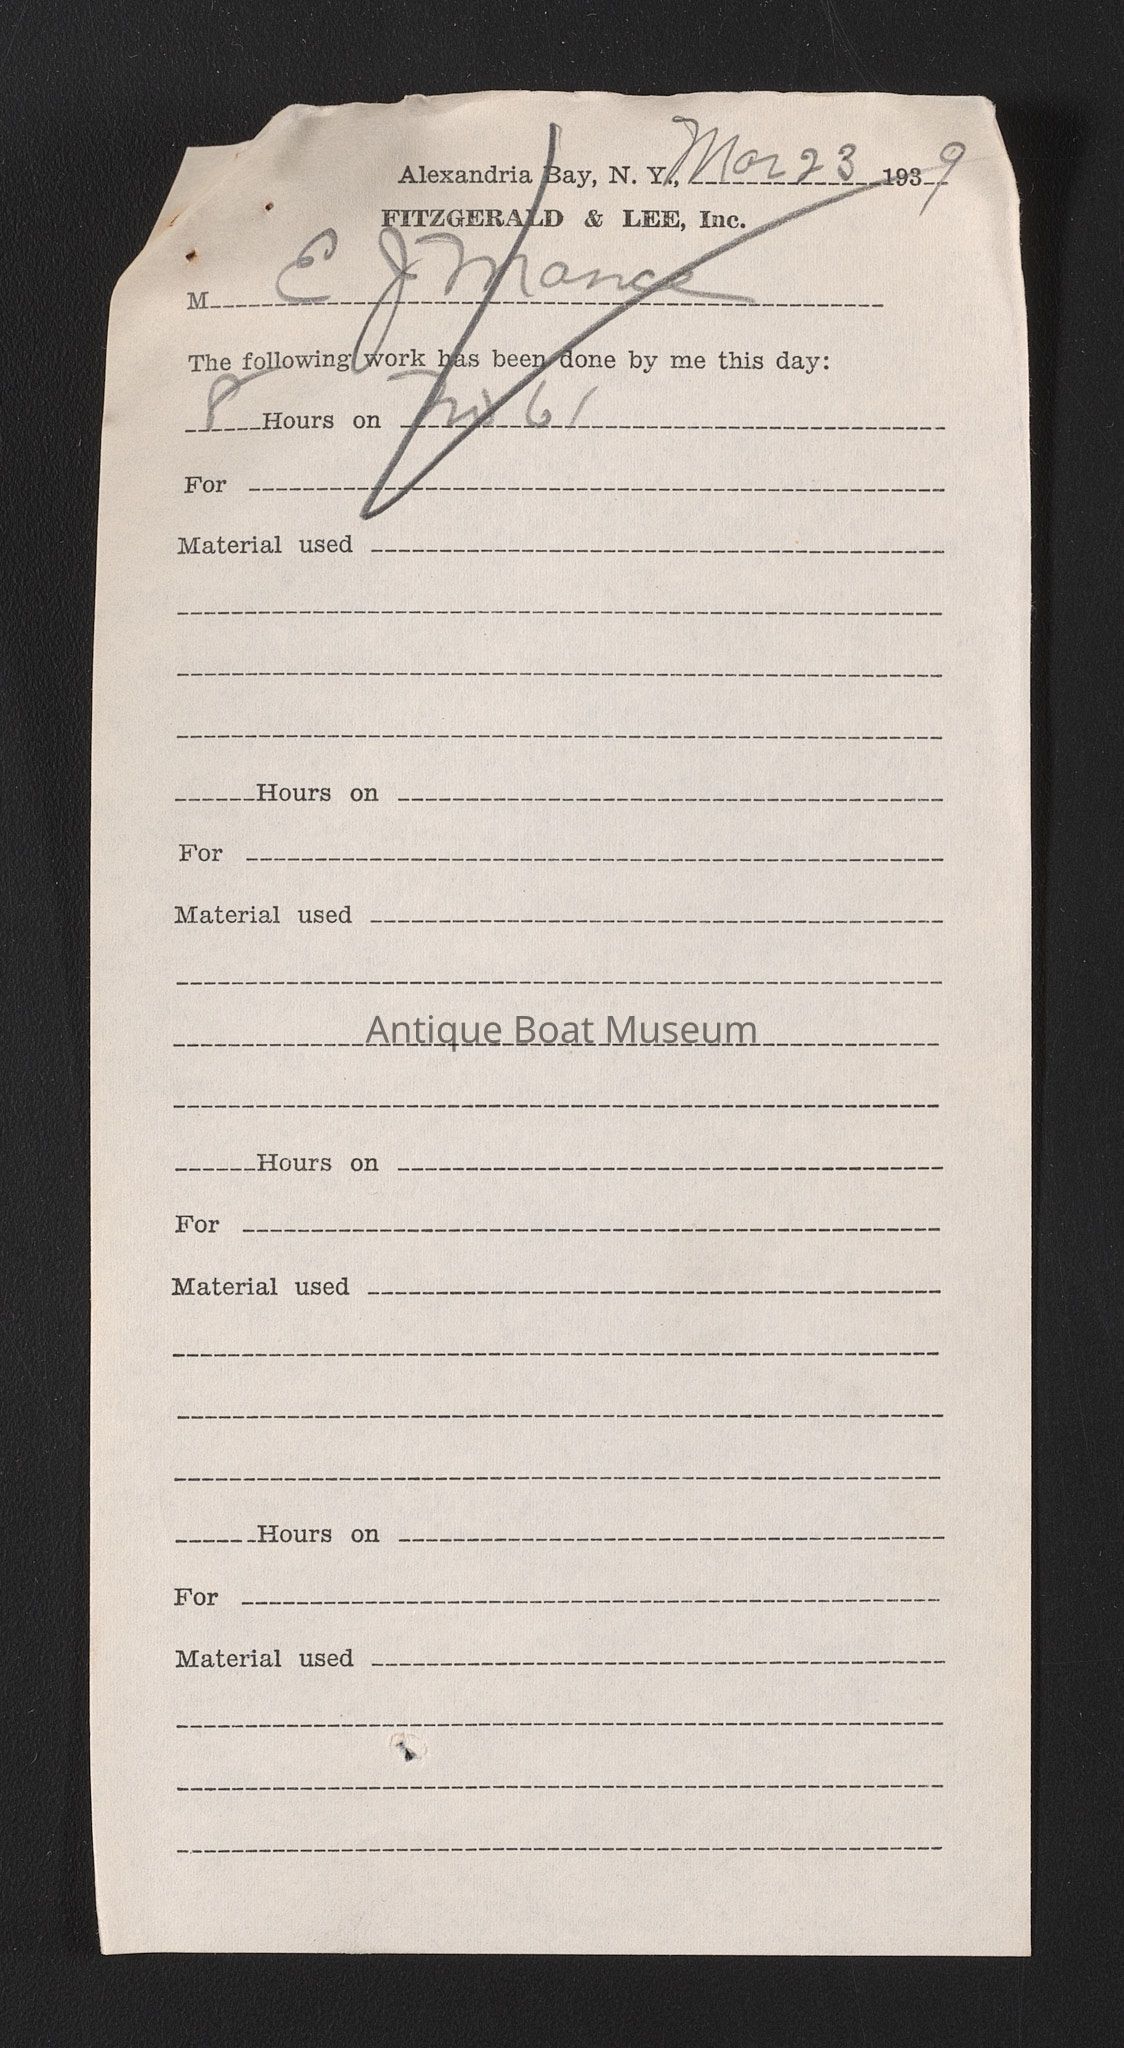 Alexandria Bay, N. Y., Mar 23 1939
FITZGERALD & LEE, Inc.
M E J Mance
The following work has been done by me this day:
8 Hours on No 61
For
Material used
Hours on
For
Material used
Antique Boat Museum
Hours on
For
Material used
Hours on
For
Material used